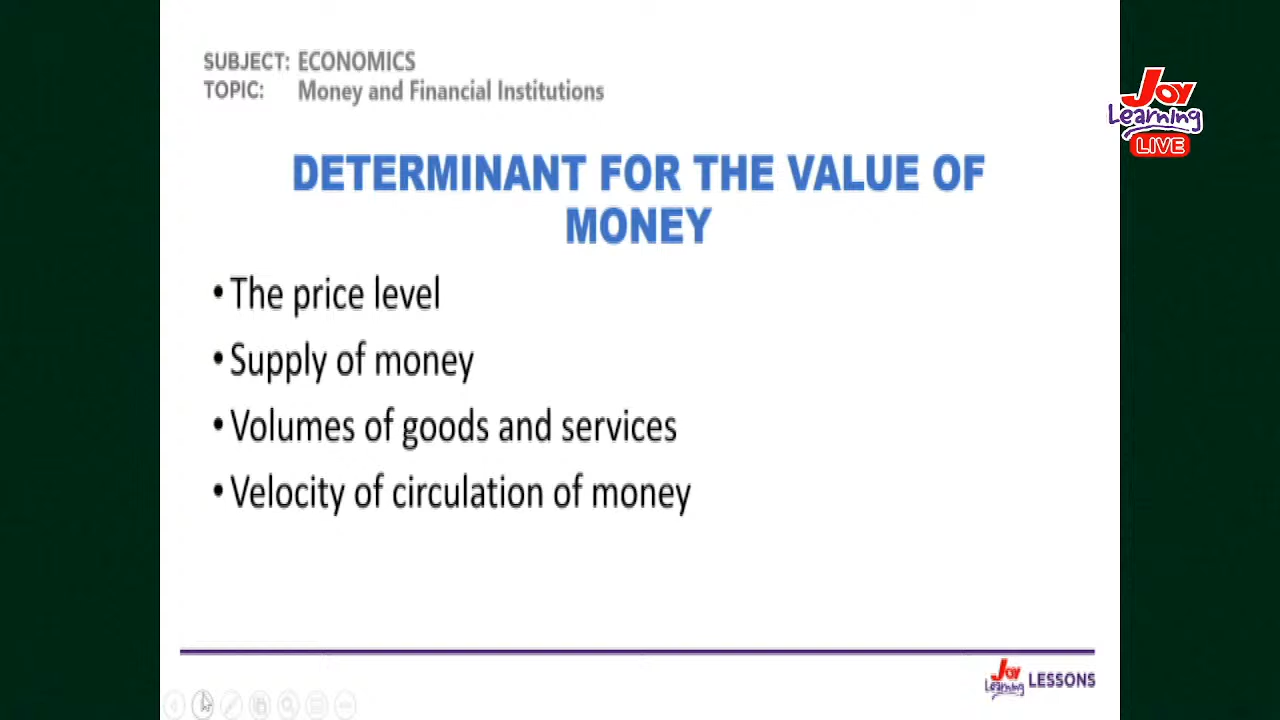 SUBJECT: ECONOMICS
TOPIC: Money and Financial Institutions
Joy
Learning
LIVE
DETERMINANT FOR THE VALUE OF
MONEY
• The price level
• Supply of money
• Volumes of goods and services
• Velocity of circulation of money
Joy
Learning LESSONS